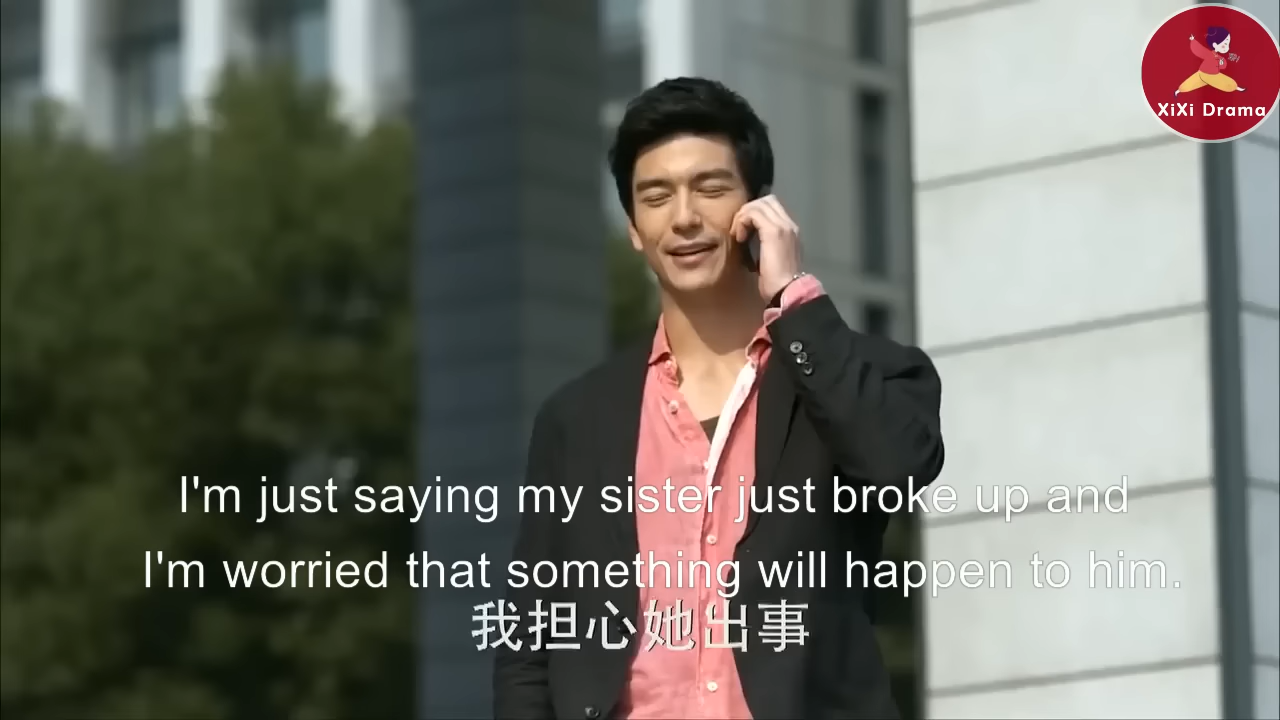 XiXi Drama
I'm just saying my sister just broke up and
I'm worried that something will happen to him.
我担心她出事